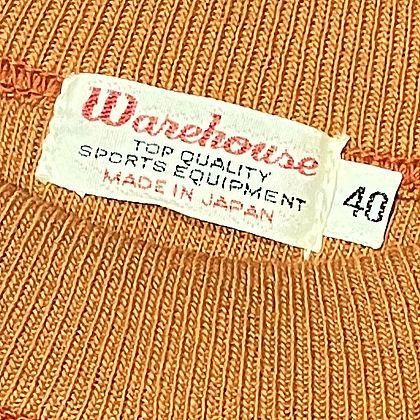 Warehouse
TOP QUALITY
SPORTS EQUIPMENT
MADE IN JAPAN
40